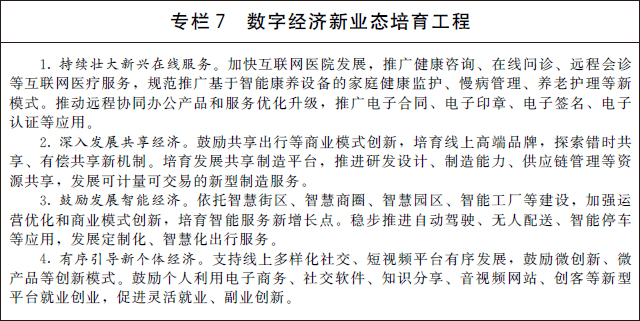 专栏 7　数字经济新业态培育工程
1. 持续壮大新兴在线服务。加快互联网医院发展，推广健康咨询、在线问诊、远程会诊
等互联网医疗服务，规范推广基于智能康养设备的家庭健康监护、慢病管理、养老护理等新
模式。推动远程协同办公产品和服务优化升级，推广电子合同、电子印章、电子签名、电子
认证等应用。
2. 深入发展共享经济。鼓励共享出行等商业模式创新，培育线上高端品牌，探索错时共
享、有偿共享新机制。培育发展共享制造平台，推进研发设计、制造能力、供应链管理等资
源共享，发展可计量可交易的新型制造服务。
3. 鼓励发展智能经济。依托智慧街区、智慧商圈、智慧园区、智能工厂等建设，加强运
营优化和商业模式创新，培育智能服务新增长点。稳步推进自动驾驶、无人配送、智能停车
等应用，发展定制化、智慧化出行服务。
4. 有序引导新个体经济。支持线上多样化社交、短视频平台有序发展，鼓励微创新、微
产品等创新模式。鼓励个人利用电子商务、社交软件、知识分享、音视频网站、创客等新型
平台就业创业，促进灵活就业、副业创新。